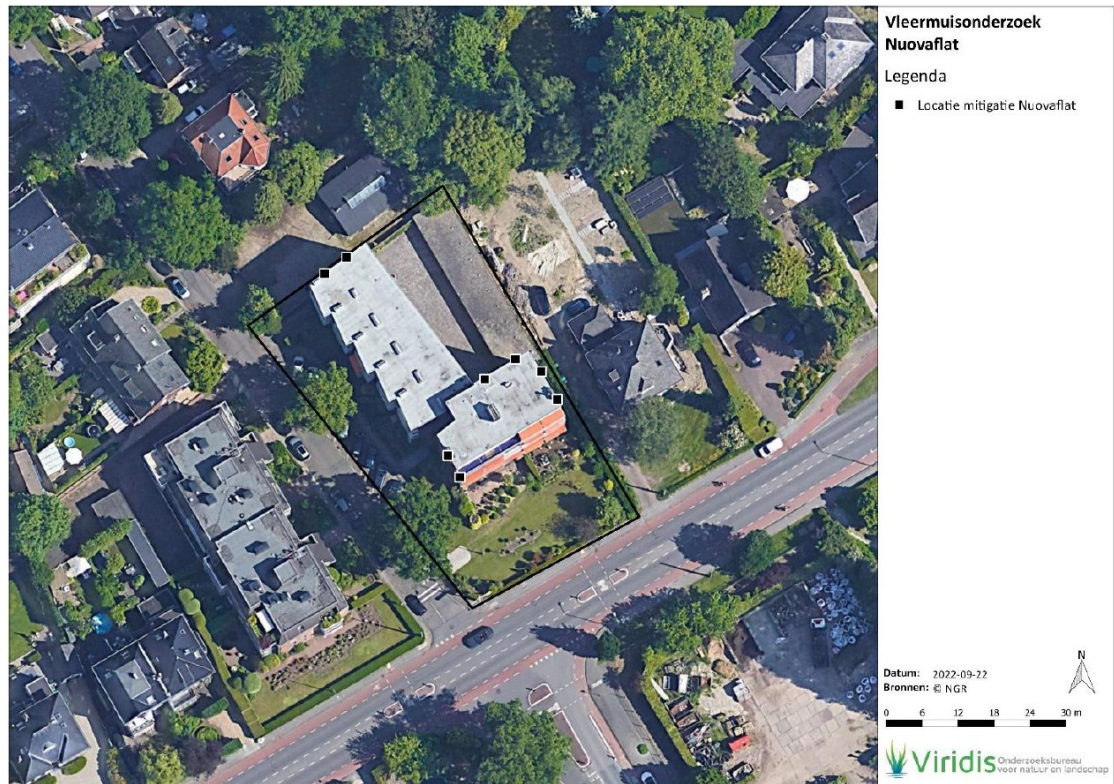 Vleermuisonderzoek
Nuovaflat
Legenda
Locatie mitigatie Nuovaflat
N
Datum: 2022-09-22
Bronnen: © NGR
0 6 12 18 24 30 m
Viridis Onderzoeksbureau
voor natuur en landschap